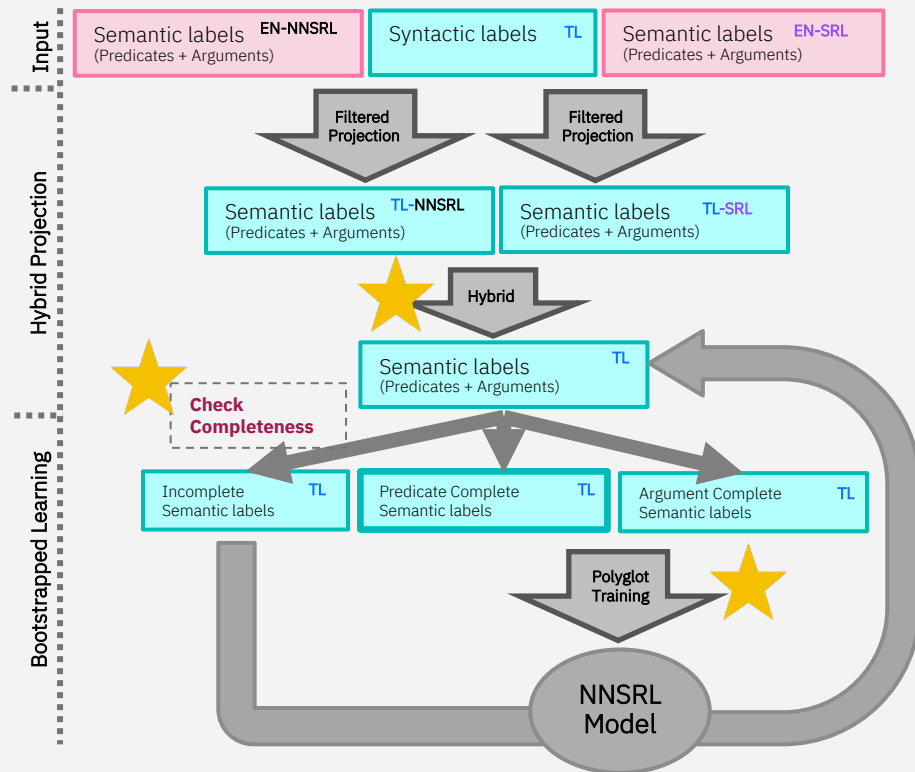 Input
Semantic labels EN-NNSRL
(Predicates + Arguments)
Syntactic labels TL
Semantic labels EN-SRL
(Predicates + Arguments)
Hybrid Projection
Filtered
Projection
Filtered
Projection
Semantic labels TL-NNSRL
(Predicates + Arguments)
Semantic labels TL-SRL
(Predicates + Arguments)
Hybrid
Semantic labels TL
(Predicates + Arguments)
Check
Completeness
Bootstrapped Learning
Incomplete TL
Semantic labels
Predicate Complete TL
Semantic labels
Argument Complete TL
Semantic labels
Polyglot
Training
NNSRL
Model